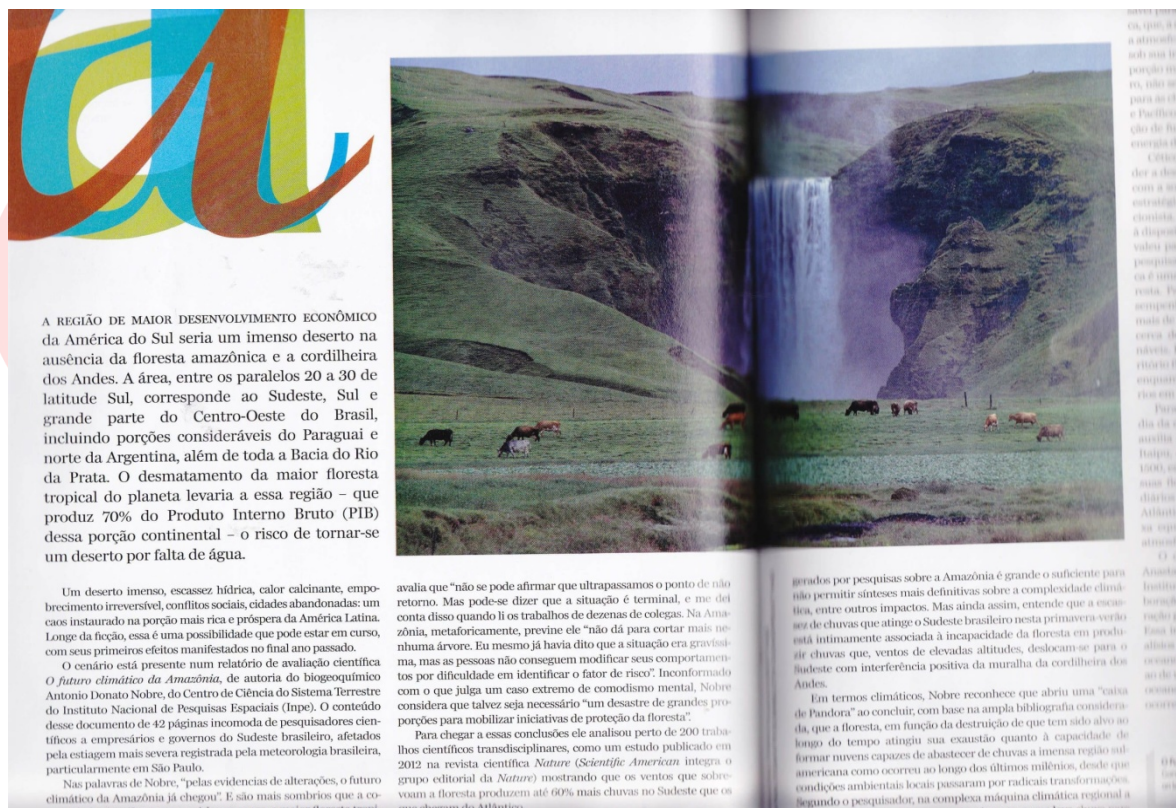 a
A REGIÃO DE MAIOR DESENVOLVIMENTO ECONÔMICO
da América do Sul seria um imenso deserto na
ausência da floresta amazônica e a cordilheira
dos Andes. A área, entre os paralelos 20 a 30 de
latitude Sul, corresponde ao Sudeste, Sul e
grande parte do Centro-Oeste do Brasil,
incluindo porções consideráveis do Paraguai e
norte da Argentina, além de toda a Bacia do Rio
da Prata. O desmatamento da maior floresta
tropical do planeta levaria a essa região – que
produz 70% do Produto Interno Bruto (PIB)
dessa porção continental – o risco de tornar-se
um deserto por falta de água.
Um deserto imenso, escassez hídrica, calor calcinante, empo-
brecimento irreversível, conflitos sociais, cidades abandonadas: um
caos instaurado na porção mais rica e próspera da América Latina.
Longe da ficção, essa é uma possibilidade que pode estar em curso,
com seus primeiros efeitos manifestados no final ano passado.
O cenário está presente num relatório de avaliação científica
O futuro climático da Amazônia, de autoria do biogeoquímico
Antonio Donato Nobre, do Centro de Ciência do Sistema Terrestre
do Instituto Nacional de Pesquisas Espaciais (Inpe). O conteúdo
desse documento de 42 páginas incomoda de pesquisadores cien-
tíficos a empresários e governos do Sudeste brasileiro, afetados
pela estiagem mais severa registrada pela meteorologia brasileira,
particularmente em São Paulo.
Nas palavras de Nobre, “pelas evidencias de alterações, o futuro
climático da Amazônia já chegou”. E são mais sombrios que a co-
avalia que “não se pode afirmar que ultrapassamos o ponto de não
retorno. Mas pode-se dizer que a situação é terminal, e me dei
conta disso quando li os trabalhos de dezenas de colegas. Na Ama-
zônia, metaforicamente, previne ele “não dá para cortar mais ne-
nhuma árvore. Eu mesmo já havia dito que a situação era gravíssi-
ma, mas as pessoas não conseguem modificar seus comportamen-
tos por dificuldade em identificar o fator de risco”. Inconformado
com o que julga um caso extremo de comodismo mental, Nobre
considera que talvez seja necessário “um desastre de grandes pro-
porções para mobilizar iniciativas de proteção da floresta”.
Para chegar a essas conclusões ele analisou perto de 200 traba-
lhos científicos transdisciplinares, como um estudo publicado em
2012 na revista científica Nature (Scientific American integra o
grupo editorial da Nature) mostrando que os ventos que sobre-
voam a floresta produzem até 60% mais chuvas no Sudeste que os
que chegam do Atlântico.
gerados por pesquisas sobre a Amazônia é grande o suficiente para
não permitir sínteses mais definitivas sobre a complexidade climá-
tica, entre outros impactos. Mas ainda assim, entende que a escas-
sez de chuvas que atinge o Sudeste brasileiro nesta primavera-verão
está intimamente associada à incapacidade da floresta em produ-
zir chuvas que, ventos de elevadas altitudes, deslocam-se para o
Sudeste com interferência positiva da muralha da cordilheira dos
Andes.
Em termos climáticos, Nobre reconhece que abriu uma “caixa
de Pandora” ao concluir, com base na ampla bibliografia considera-
da, que a floresta, em função da destruição de que tem sido alvo ao
longo do tempo atingiu sua exaustão quanto à capacidade de
formar nuvens capazes de abastecer de chuvas a imensa região sul-
americana como ocorreu ao longo dos últimos milênios, desde que
condições ambientais locais passaram por radicais transformações.
Segundo o pesquisador, na complexa máquina climática regional a